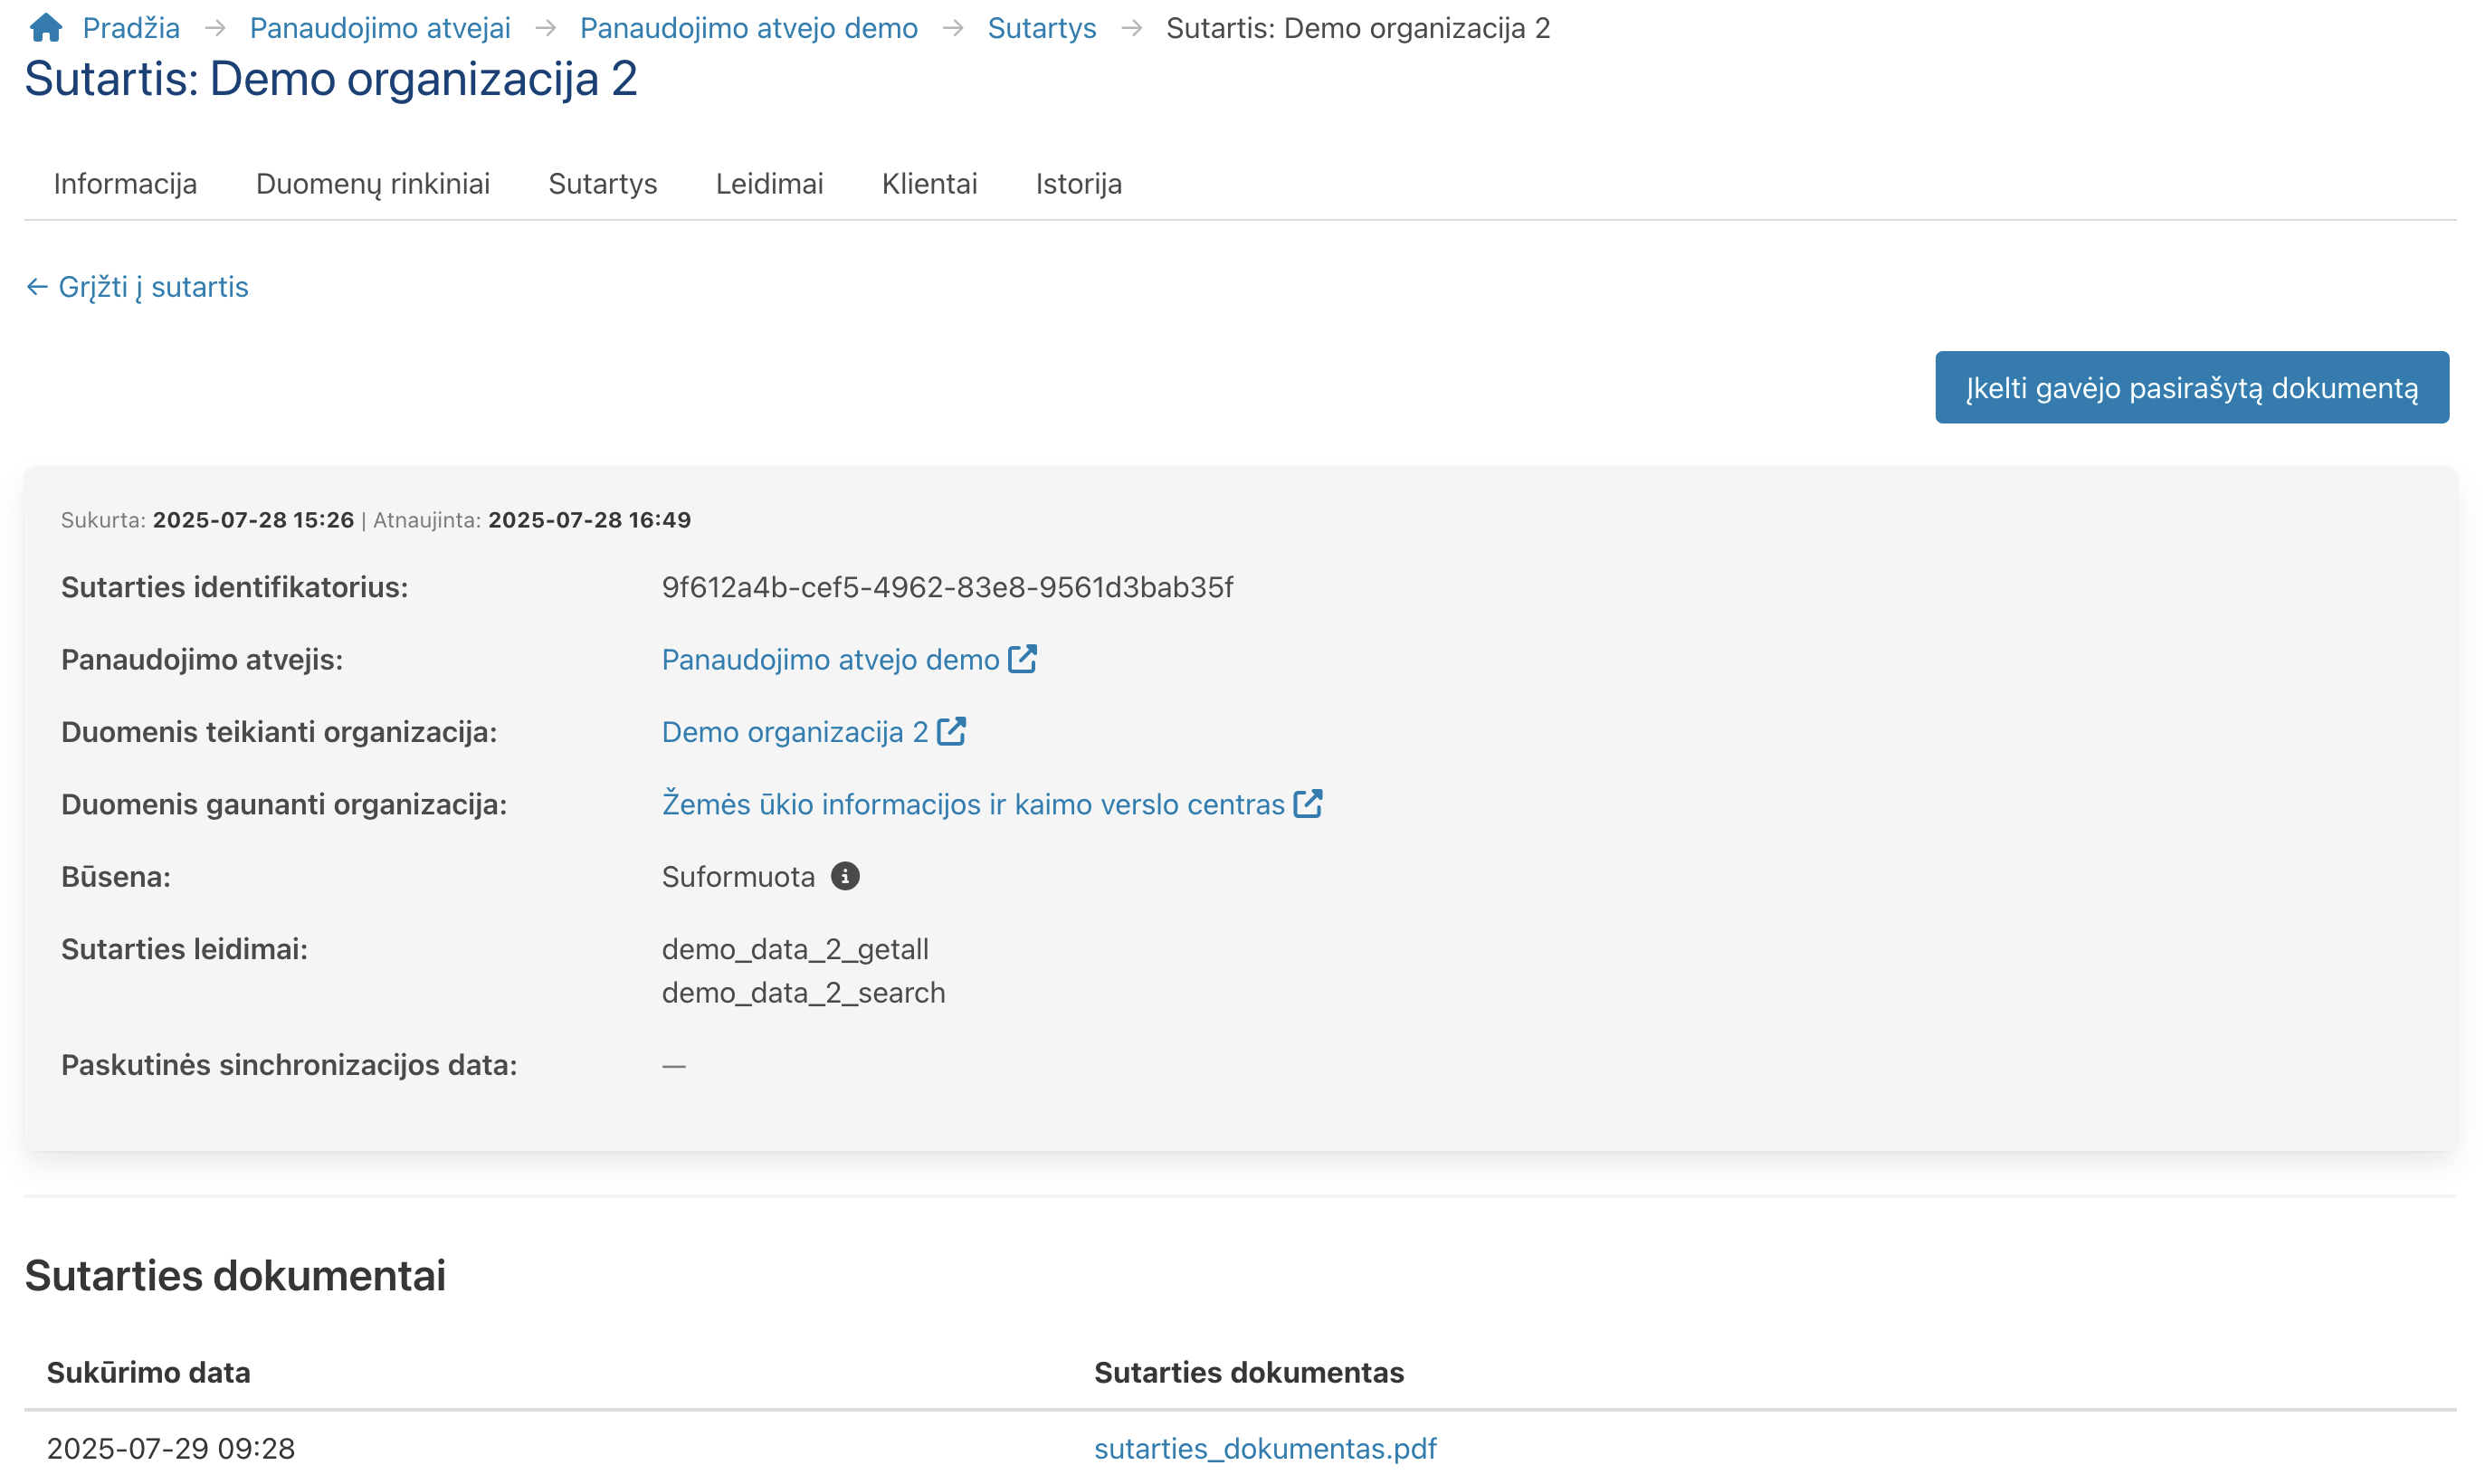 Pradžia → Panaudojimo atvejai → Panaudojimo atvejo demo → Sutartys → Sutartis: Demo organizacija 2
Sutartis: Demo organizacija 2
Informacija Duomenų rinkiniai Sutartys Leidimai Klientai Istorija
← Grįžti į sutartis
Įkelti gavėjo pasirašytą dokumentą
Sukurta: 2025-07-28 15:26 | Atnaujinta: 2025-07-28 16:49
Sutarties identifikatorius: 9f612a4b-cef5-4962-83e8-9561d3bab35f
Panaudojimo atvejis: Panaudojimo atvejo demo
Duomenis teikianti organizacija: Demo organizacija 2
Duomenis gaunanti organizacija: Žemės ūkio informacijos ir kaimo verslo centras
Būsena: Suformuota
Sutarties leidimai: demo_data_2_getall
demo_data_2_search
Paskutinės sinchronizacijos data: —
Sutarties dokumentai
Sukūrimo data Sutarties dokumentas
2025-07-29 09:28 sutarties_dokumentas.pdf